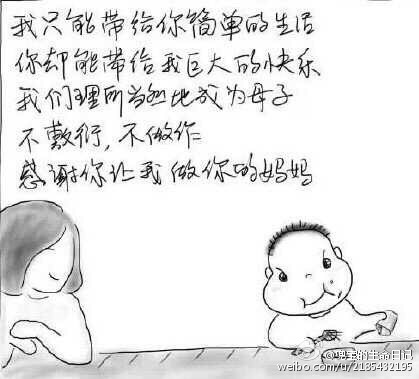 我只能带给你简单的生活
你却能带给我巨大的快乐
我们理所当然地成为母子
不敷衍，不做作
感谢你让我做你的妈妈
weibo.com/u/2185432195